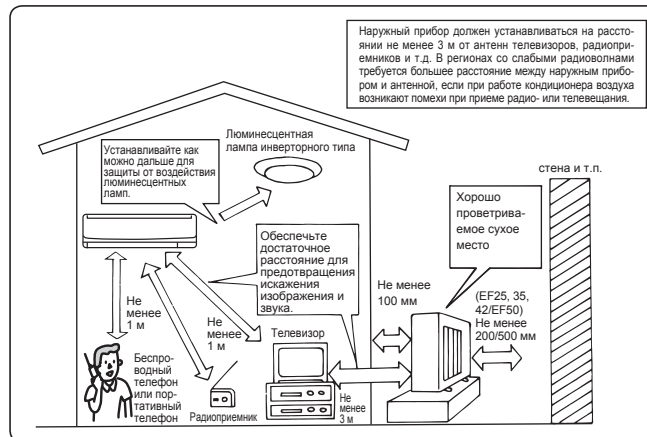 Наружный прибор должен устанавливаться на рассто-
янии не менее 3 м от антенн телевизоров, радиопри-
емников и т.д. В регионах со слабыми радиоволнами
требуется большее расстояние между наружным прибо-
ром и антенной, если при работе кондиционера воздуха
возникают помехи при приеме радио- или телевещания.
Люминесцентная
лампа инверторного типа
Устанавливайте как
можно дальше для
защиты от воздействия
люминесцентных
ламп.
стена и т.п.
Хорошо
проветрива-
емое сухое
место
Обеспечьте
достаточное
расстояние для
предотвращения
искажения
изображения и
звука.
Не менее
100 мм
(EF25, 35,
42/EF50)
Не менее
200/500 мм
Не
менее
1 м
Не
менее
1 м
Телевизор
Беспро-
водный
телефон
или пор-
тативный
телефон
Радиоприемник
Не
менее
3 м